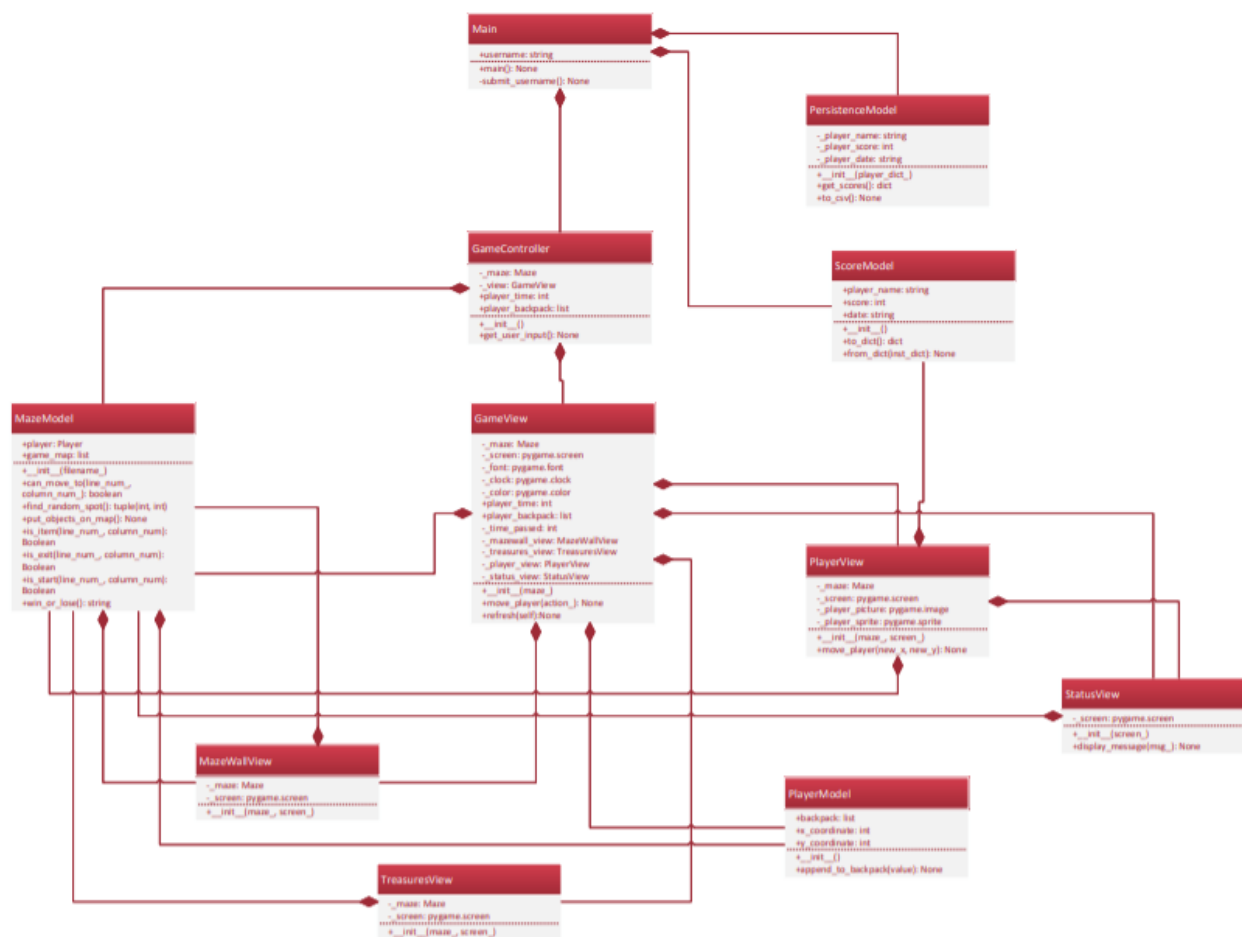 Main
+username: string
+main(): None
-submit_username(): None
PersistenceModel
-_player_name: string
-_player_score: int
-_player_date: string
+__init__(player_dict_)
+get_scores(): dict
+to_csv(): None
GameController
-_maze: Maze
-_view: GameView
+player_time: int
+player_backpack: list
+__init__()
+get_user_input(): None
ScoreModel
+player_name: string
+score: int
+date: string
+__init__()
+to_dict(): dict
+from_dict(inst_dict): None
MazeModel
+player: Player
+game_map: list
+__init__(filename_)
+can_move_to(line_num_,
column_num_): boolean
+find_random_spot(): tuple(int, int)
+put_objects_on_map(): None
+is_item(line_num_, column_num):
Boolean
+is_exit(line_num_, column_num):
Boolean
+is_start(line_num_, column_num):
Boolean
+win_or_lose(): string
GameView
-_maze: Maze
-_screen: pygame.screen
-_font: pygame.font
-_clock: pygame.clock
-_color: pygame.color
+player_time: int
+player_backpack: list
-_time_passed: int
-_mazewall_view: MazeWallView
-_treasures_view: TreasuresView
-_player_view: PlayerView
-_status_view: StatusView
+__init__(maze_)
+move_player(action_): None
+refresh(self):None
PlayerView
-_maze: Maze
-_screen: pygame.screen
-_player_picture: pygame.image
-_player_sprite: pygame.sprite
+__init__(maze_, screen_)
+move_player(new_x, new_y): None
StatusView
-_screen: pygame.screen
+__init__(screen_)
+display_message(msg_): None
MazeWallView
-_maze: Maze
-_screen: pygame.screen
+__init__(maze_, screen_)
PlayerModel
+backpack: list
+x_coordinate: int
+y_coordinate: int
+__init__()
+append_to_backpack(value): None
TreasuresView
-_maze: Maze
-_screen: pygame.screen
+__init__(maze_, screen_)